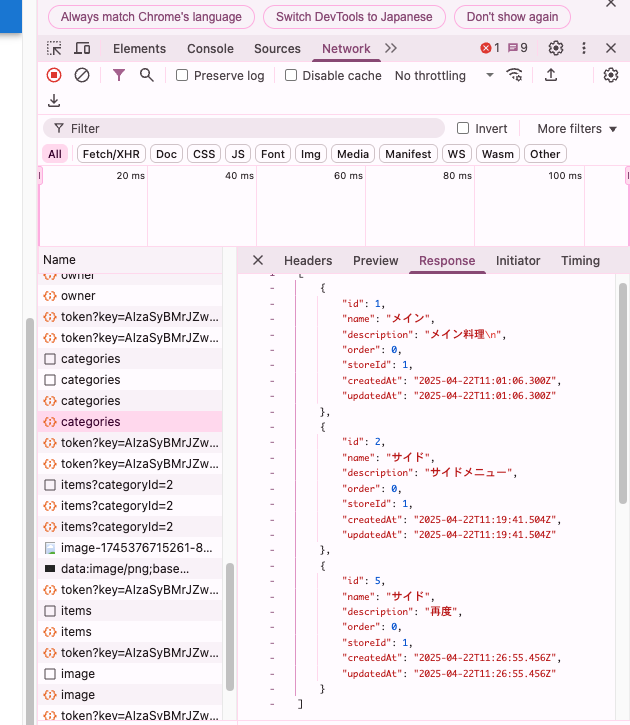 Always match Chrome's language
Switch DevTools to Japanese
Don't show again
Elements
Console
Sources
Network
1
9
Preserve log
Disable cache
No throttling
Filter
Invert
More filters
All
Fetch/XHR
Doc
CSS
JS
Font
Img
Media
Manifest
WS
Wasm
Other
20 ms
40 ms
60 ms
80 ms
100 ms
Name
owner
owner
token?key=AIzaSyBMrJZw...
token?key=AIzaSyBMrJZw...
categories
categories
categories
categories
token?key=AIzaSyBMrJZw...
token?key=AIzaSyBMrJZw...
items?categoryId=2
items?categoryId=2
items?categoryId=2
image-1745376715261-8...
data:image/png;base...
token?key=AIzaSyBMrJZw...
items
items
token?key=AIzaSyBMrJZw...
image
image
token?key=AIzaSyBMrJZw...
Headers
Preview
Response
Initiator
Timing
1 [
- {
- "id": 1,
- "name": "メイン",
- "description": "メイン料理\n",
- "order": 0,
- "storeId": 1,
- "createdAt": "2025-04-22T11:01:06.300Z",
- "updatedAt": "2025-04-22T11:01:06.300Z"
- },
- {
- "id": 2,
- "name": "サイド",
- "description": "サイドメニュー",
- "order": 0,
- "storeId": 1,
- "createdAt": "2025-04-22T11:19:41.504Z",
- "updatedAt": "2025-04-22T11:19:41.504Z"
- },
- {
- "id": 5,
- "name": "サイド",
- "description": "再度",
- "order": 0,
- "storeId": 1,
- "createdAt": "2025-04-22T11:26:55.456Z",
- "updatedAt": "2025-04-22T11:26:55.456Z"
- }
- ]